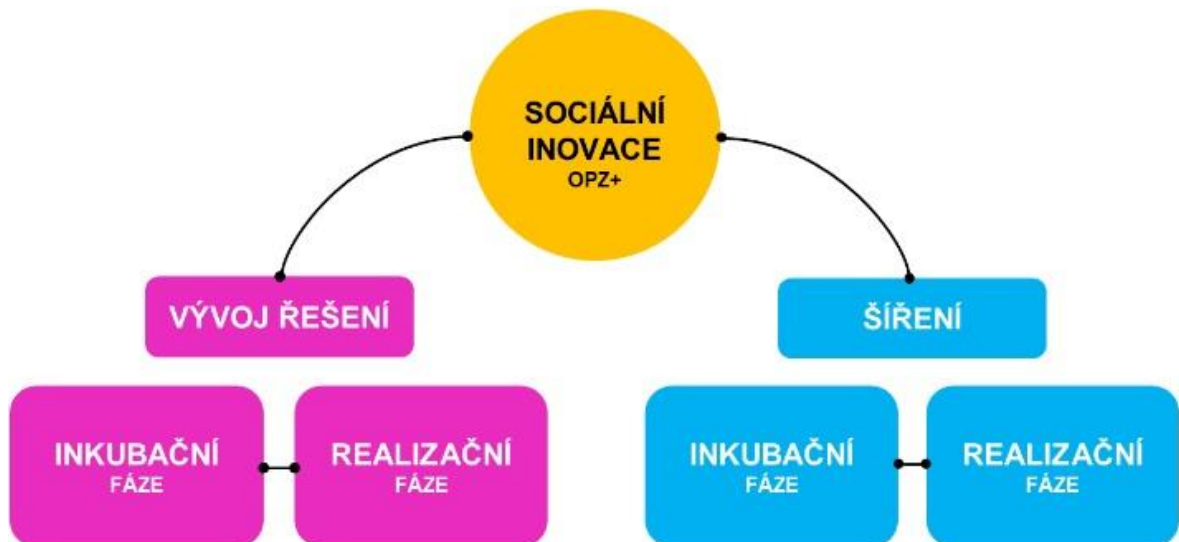 SOCIÁLNÍ
INOVACE
OPZ+
VÝVOJ ŘEŠENÍ
ŠÍŘENÍ
INKUBAČNÍ
FÁZE
REALIZAČNÍ
FÁZE
INKUBAČNÍ
FÁZE
REALIZAČNÍ
FÁZE